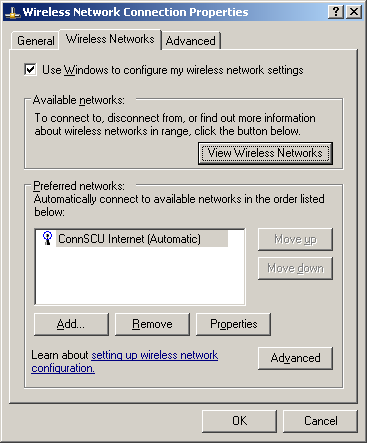 Wireless Network Connection Properties
General
Wireless Networks
Advanced
Use Windows to configure my wireless network settings
Available networks:
To connect to, disconnect from, or find out more information
about wireless networks in range, click the button below.
View Wireless Networks
Preferred networks:
Automatically connect to available networks in the order listed
below:
ConnSCU Internet (Automatic)
Move up
Move down
Add...
Remove
Properties
Learn about setting up wireless network
configuration.
Advanced
OK
Cancel